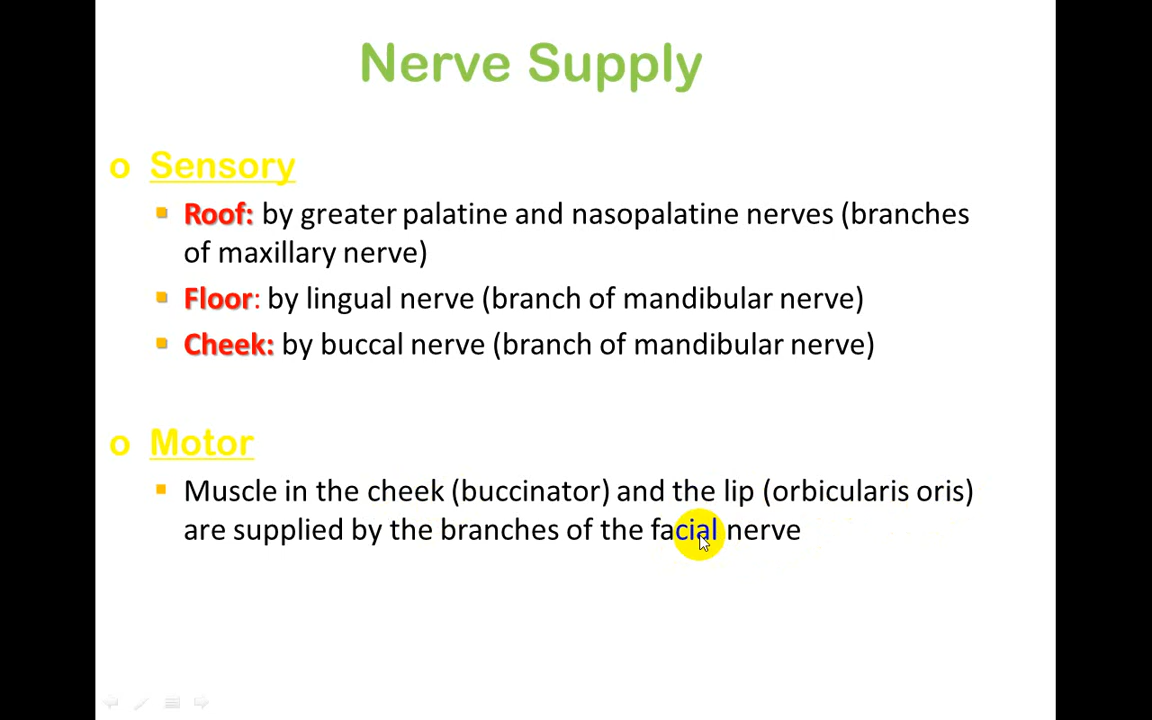 Nerve Supply
o Sensory
▪ Roof: by greater palatine and nasopalatine nerves (branches
of maxillary nerve)
▪ Floor: by lingual nerve (branch of mandibular nerve)
▪ Cheek: by buccal nerve (branch of mandibular nerve)
o Motor
▪ Muscle in the cheek (buccinator) and the lip (orbicularis oris)
are supplied by the branches of the facial nerve